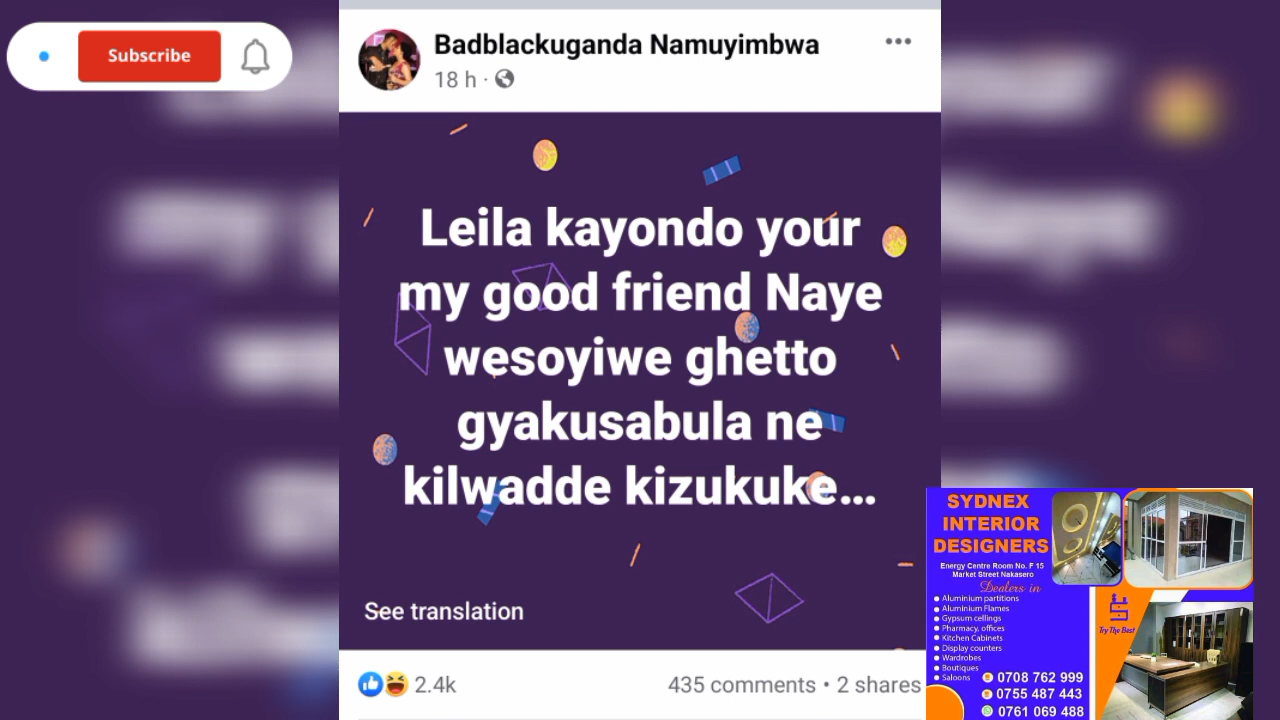 Subscribe
Badblackuganda Namuyimbwa
18 h ·
Leila kayondo your
my good friend Naye
wesoyiwe ghetto
gyakusabula ne
kilwadde kizukuke...
See translation
2.4k
435 comments • 2 shares
SYDNEX
INTERIOR
DESIGNERS
Energy Centre Room No. F 15
Market Street Nakasero
Dealers in
Aluminium partitions
Aluminium Flames
Gypsum cellings
Pharmacy, offices
Kitchen Cabinets
Display counters
Wardrobes
Boutiques
Saloons
0708 762 999
0755 487 443
0761 069 488
Try The Best